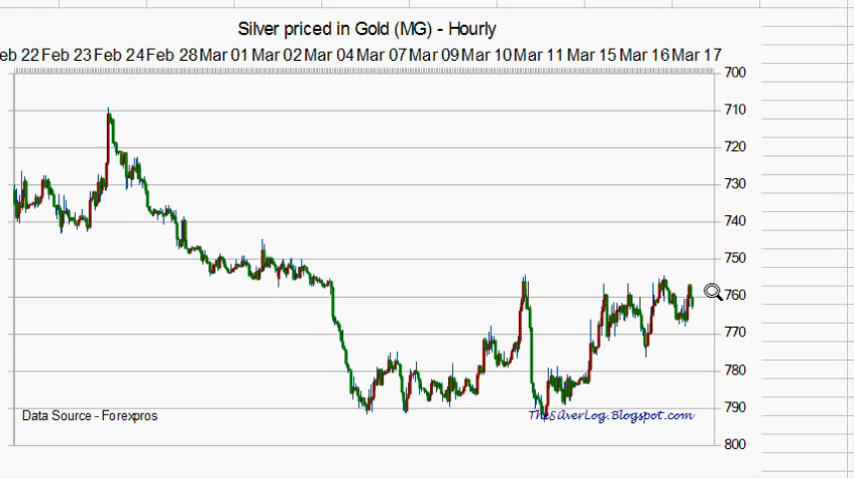 Silver priced in Gold (MG) - Hourly
eb 22 Feb 23 Feb 24 Feb 28 Mar 01 Mar 02 Mar 04 Mar 07 Mar 09 Mar 10 Mar 11 Mar 15 Mar 16 Mar 17
700
710
720
730
740
750
760
770
780
790
800
Data Source - Forexpros
TheSilverLog.Blogspot.com